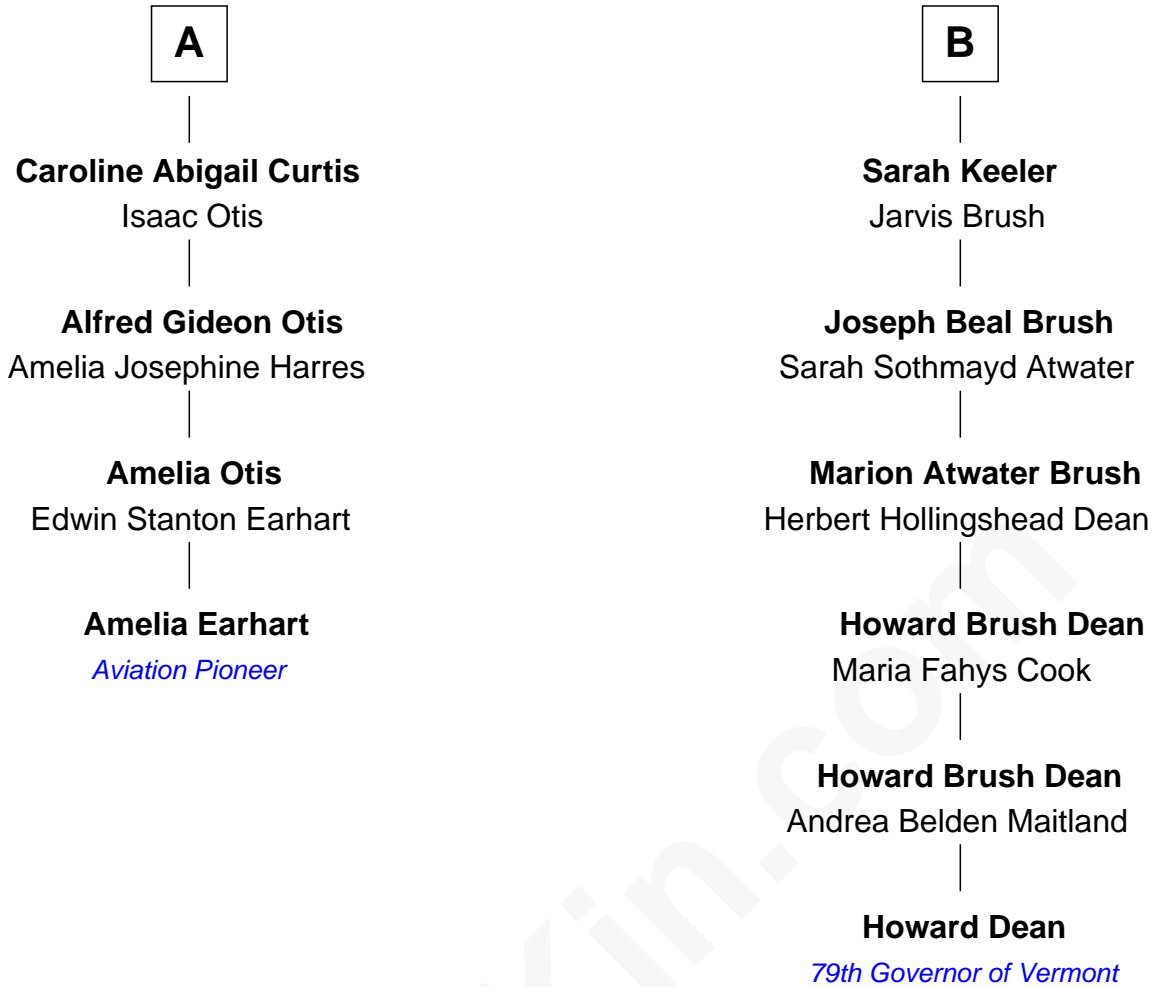 A
Caroline Abigail Curtis
Isaac Otis
Alfred Gideon Otis
Amelia Josephine Harres
Amelia Otis
Edwin Stanton Earhart
Amelia Earhart
Aviation Pioneer
B
Sarah Keeler
Jarvis Brush
Joseph Beal Brush
Sarah Sothmayd Atwater
Marion Atwater Brush
Herbert Hollingshead Dean
Howard Brush Dean
Maria Fahys Cook
Howard Brush Dean
Andrea Belden Maitland
Howard Dean
79th Governor of Vermont
Kin.com